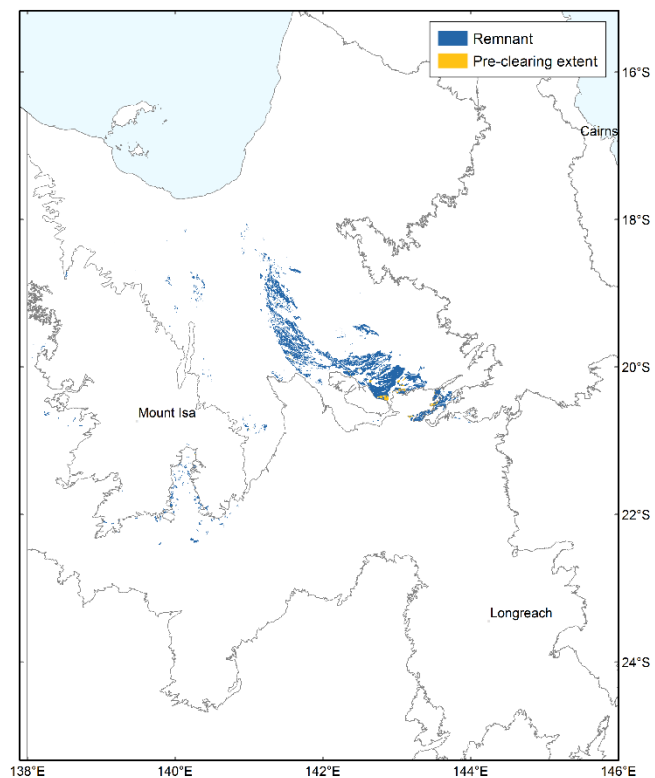 Remnant
Pre-clearing extent
16°S
Cairns
18°S
20°S
Mount Isa
22°S
Longreach
24°S
138°E
140°E
142°E
144°E
146°E